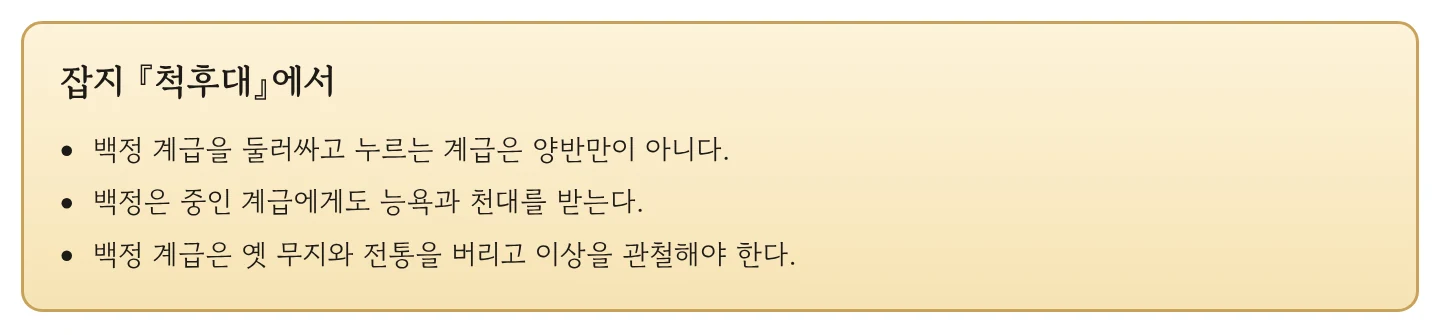 잡지 『척후대』에서
• 백정 계급을 둘러싸고 누르는 계급은 양반만이 아니다.
• 백정은 중인 계급에게도 능욕과 천대를 받는다.
• 백정 계급은 옛 무지와 전통을 버리고 이상을 관철해야 한다.